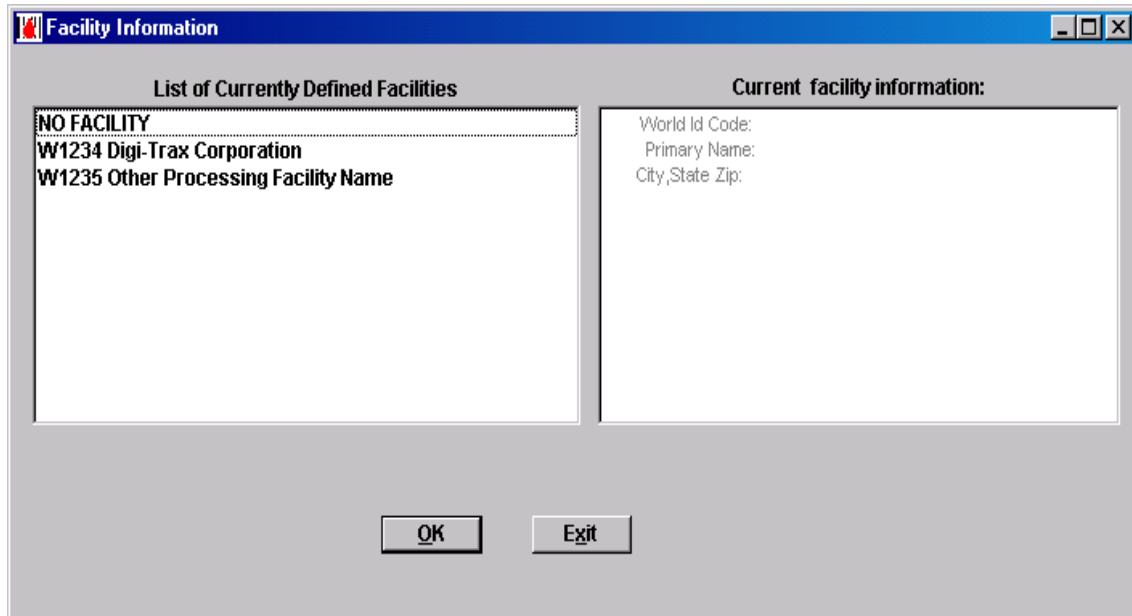 Facility Information
List of Currently Defined Facilities
NO FACILITY
W1234 Digi-Trax Corporation
W1235 Other Processing Facility Name
Current facility information:
World Id Code:
Primary Name:
City,State Zip:
OK
Exit